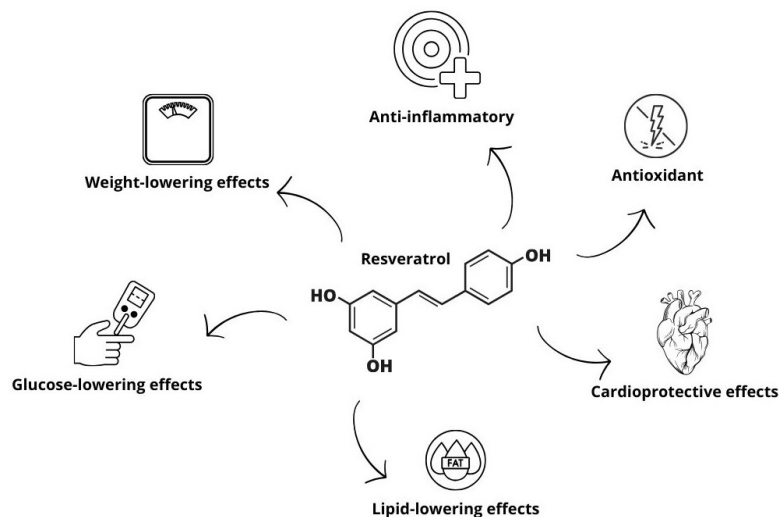 Anti-inflammatory
Weight-lowering effects
Antioxidant
Resveratrol
OH
HO
OH
Glucose-lowering effects
Cardioprotective effects
FAT
Lipid-lowering effects